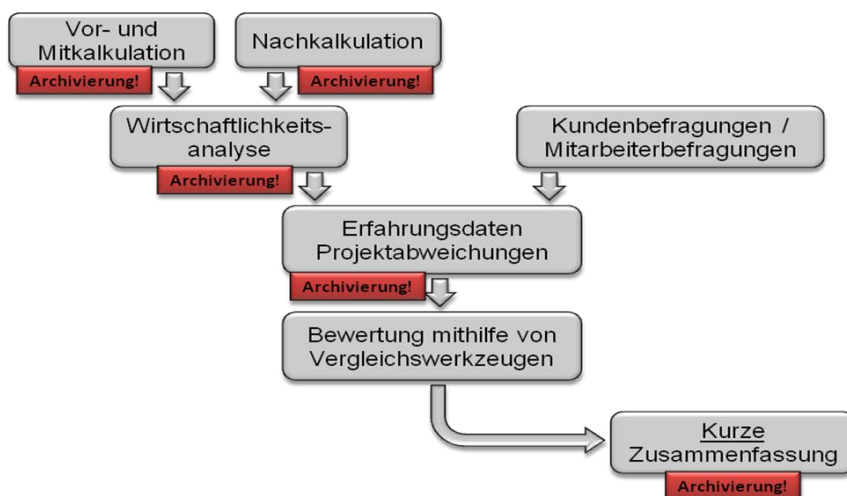 Vor- und
Mitkalkulation
Archivierung!
Nachkalkulation
Archivierung!
Wirtschaftlichkeits-
analyse
Archivierung!
Kundenbefragungen /
Mitarbeiterbefragungen
Erfahrungsdaten
Projektabweichungen
Archivierung!
Bewertung mithilfe von
Vergleichswerkzeugen
Kurze
Zusammenfassung
Archivierung!